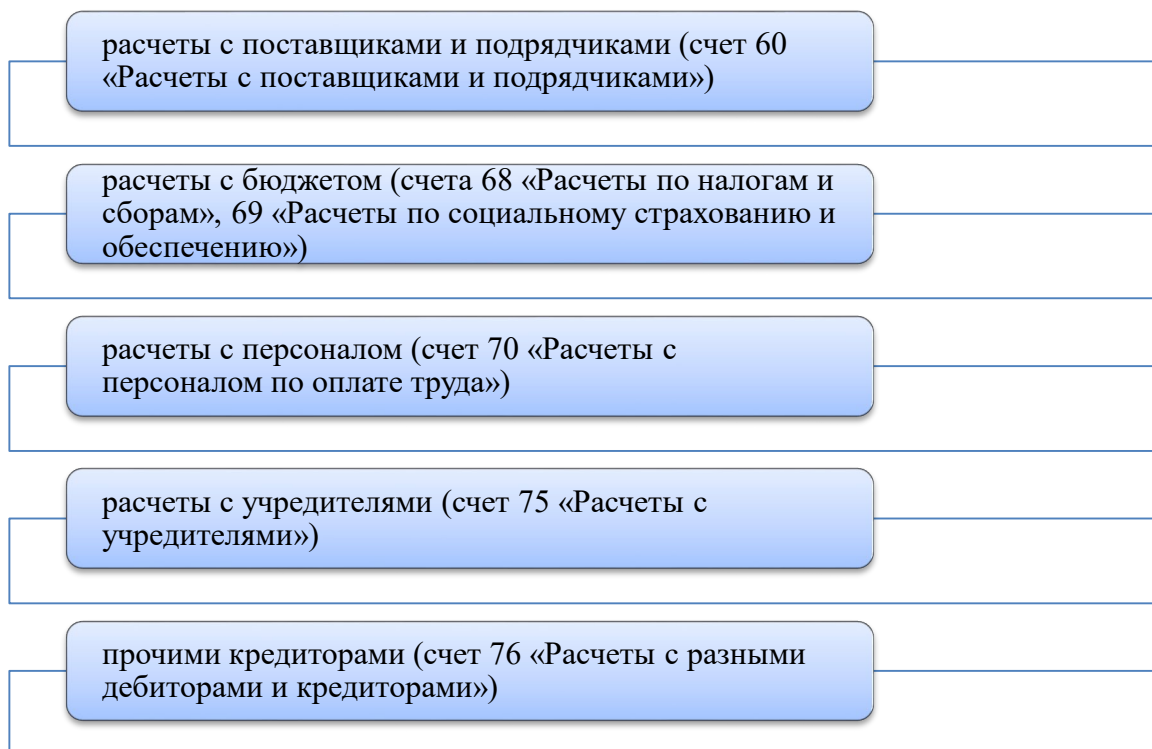 расчеты с поставщиками и подрядчиками (счет 60
«Расчеты с поставщиками и подрядчиками»)
расчеты с бюджетом (счета 68 «Расчеты по налогам и
сборам», 69 «Расчеты по социальному страхованию и
обеспечению»)
расчеты с персоналом (счет 70 «Расчеты с
персоналом по оплате труда»)
расчеты с учредителями (счет 75 «Расчеты с
учредителями»)
прочими кредиторами (счет 76 «Расчеты с разными
дебиторами и кредиторами»)